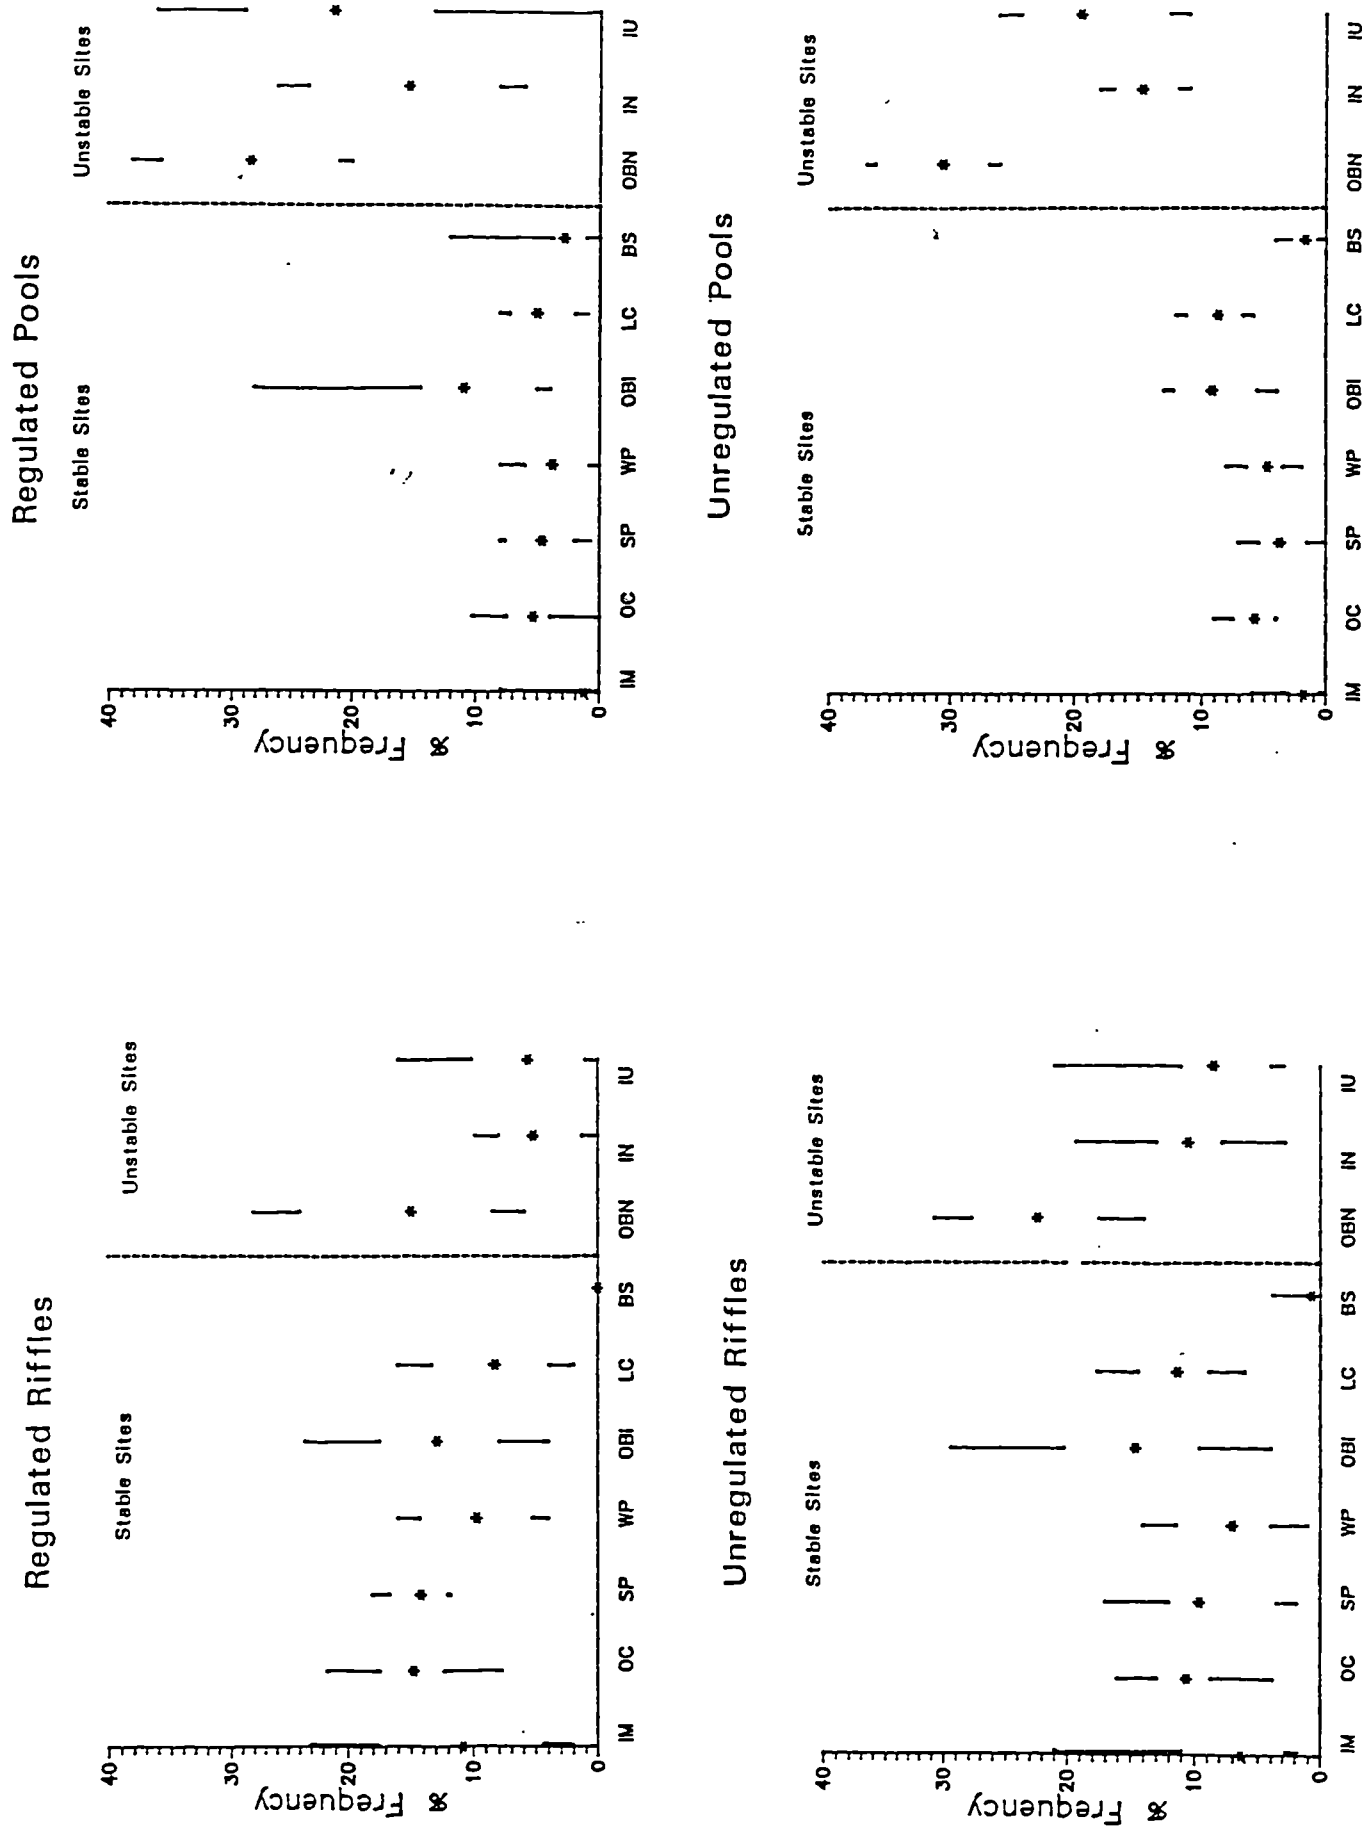 Regulated Riffles
Stable Sites
Unstable Sites
% Frequency
40
30
20
10
0
IM OC SP WP OBI LC BS OBN IN IU
Regulated Pools
Stable Sites
Unstable Sites
% Frequency
40
30
20
10
0
IM OC SP WP OBI LC BS OBN IN IU
Unregulated Riffles
Stable Sites
Unstable Sites
% Frequency
40
30
20
10
0
IM OC SP WP OBI LC BS OBN IN IU
Unregulated Pools
Stable Sites
Unstable Sites
% Frequency
40
30
20
10
0
IM OC SP WP OBI LC BS OBN IN IU